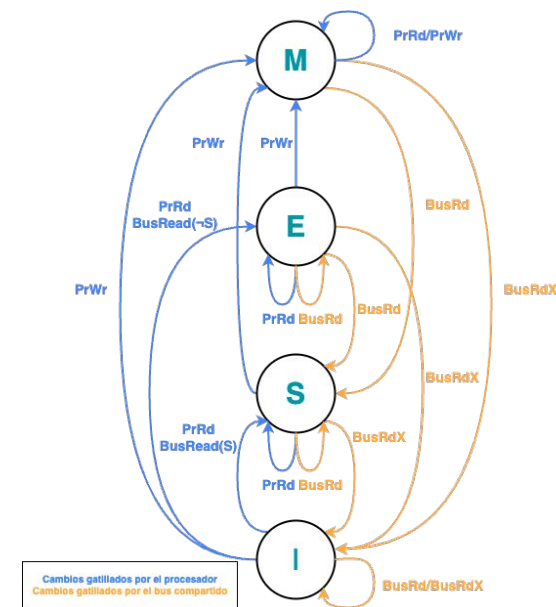 M
PrRd/PrWr
PrWr
PrWr
PrRd
BusRead(¬S)
BusRd
E
PrWr
BusRdX
PrRd
BusRd
BusRd
BusRdX
S
PrRd
BusRead(S)
BusRdX
PrRd
BusRd
I
Cambios gatillados por el procesador
Cambios gatillados por el bus compartido
BusRd/BusRdX